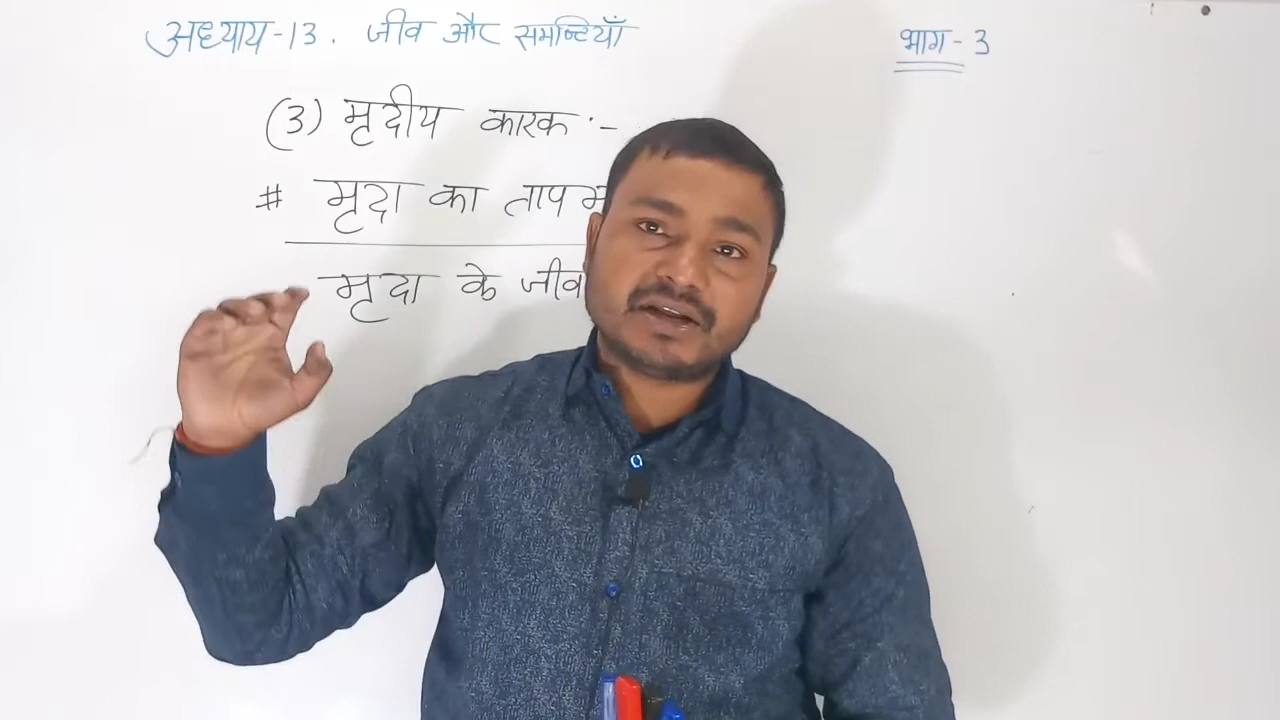 अध्याय-13. जीव और समष्टियाँ
भाग-3
(3) मृदीय कारक :-
# मृदा का
मृदा के